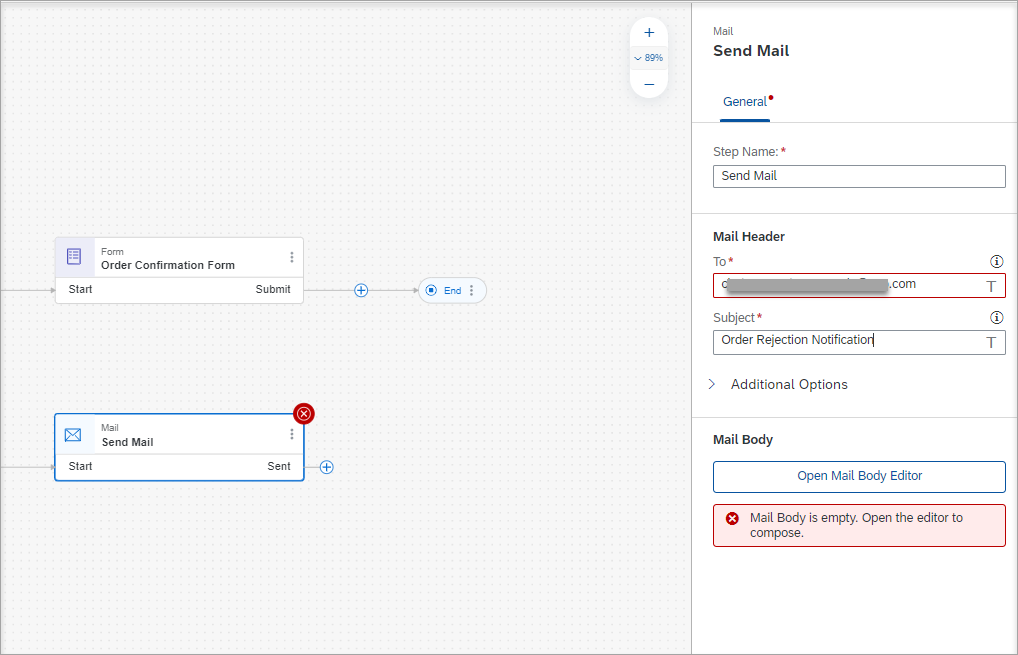 89%
Form
Order Confirmation Form
Start
Submit
End
Mail
Send Mail
Start
Sent
Mail
Send Mail
General
Step Name:*
Send Mail
Mail Header
To*
.com
T
Subject*
Order Rejection Notification
T
Additional Options
Mail Body
Open Mail Body Editor
Mail Body is empty. Open the editor to
compose.